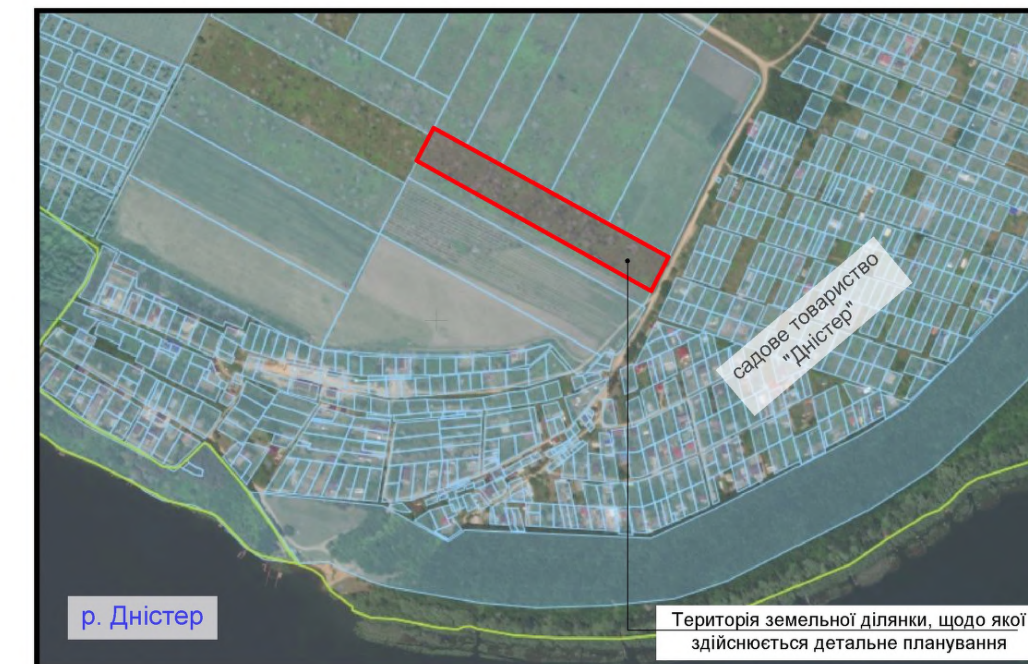 садове товариство
"Дністер"
р. Дністер
Територія земельної ділянки, щодо якої
здійснюється детальне планування